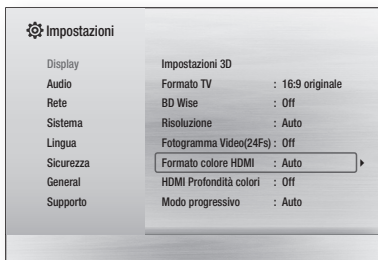 Impostazioni
Display
Audio
Rete
Sistema
Lingua
Sicurezza
General
Supporto
Impostazioni 3D
Formato TV : 16:9 originale
BD Wise : Off
Risoluzione : Auto
Fotogramma Video(24Fs) : Off
Formato colore HDMI : Auto
HDMI Profondità colori : Off
Modo progressivo : Auto